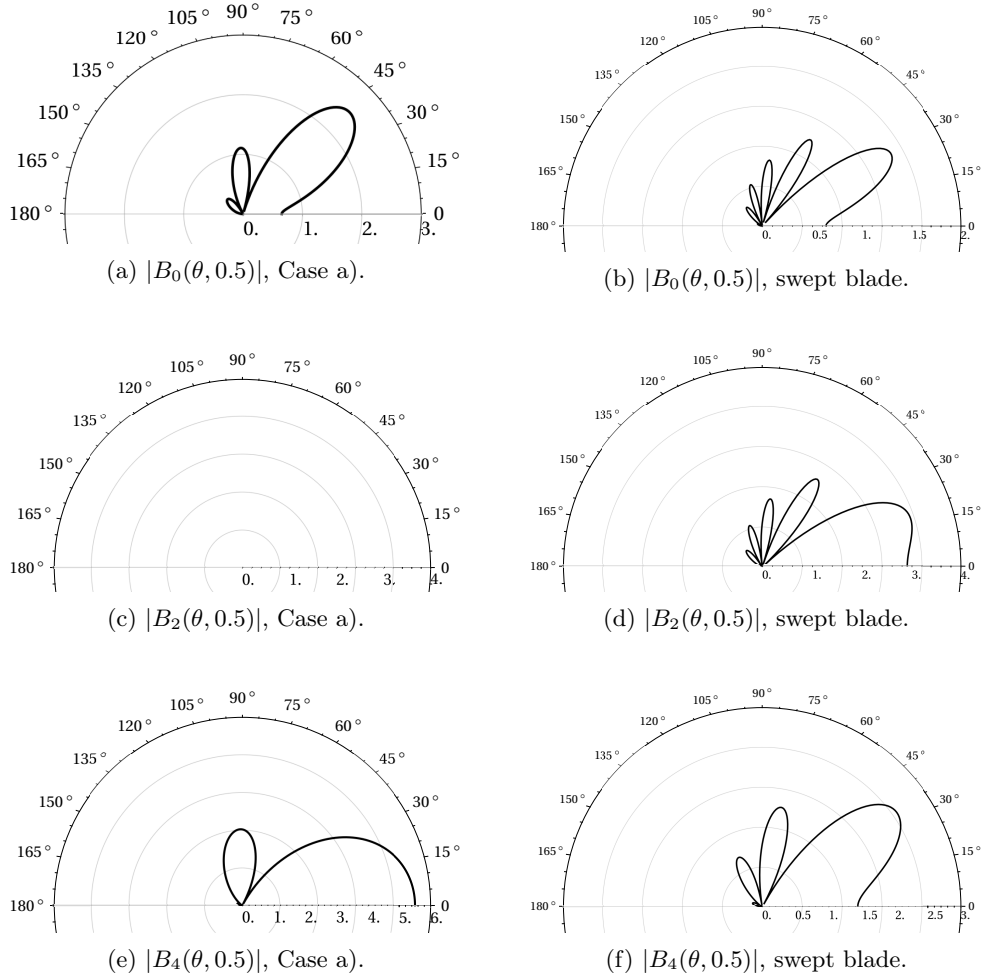 105° 90° 75°
120° 60°
135° 45°
150° 30°
165° 15°
180° 0
0. 1. 2. 3.
(a) |B₀(θ, 0.5)|, Case a).
105° 90° 75°
120° 60°
135° 45°
150° 30°
165° 15°
180° 0
0. 0.5 1. 1.5 2.
(b) |B₀(θ, 0.5)|, swept blade.
105° 90° 75°
120° 60°
135° 45°
150° 30°
165° 15°
180° 0
0. 1. 2. 3. 4.
(c) |B₂(θ, 0.5)|, Case a).
105° 90° 75°
120° 60°
135° 45°
150° 30°
165° 15°
180° 0
0. 1. 2. 3. 4.
(d) |B₂(θ, 0.5)|, swept blade.
105° 90° 75°
120° 60°
135° 45°
150° 30°
165° 15°
180° 0
0. 1. 2. 3. 4. 5. 6.
(e) |B₄(θ, 0.5)|, Case a).
105° 90° 75°
120° 60°
135° 45°
150° 30°
165° 15°
180° 0
0. 0.5 1. 1.5 2. 2.5 3.
(f) |B₄(θ, 0.5)|, swept blade.